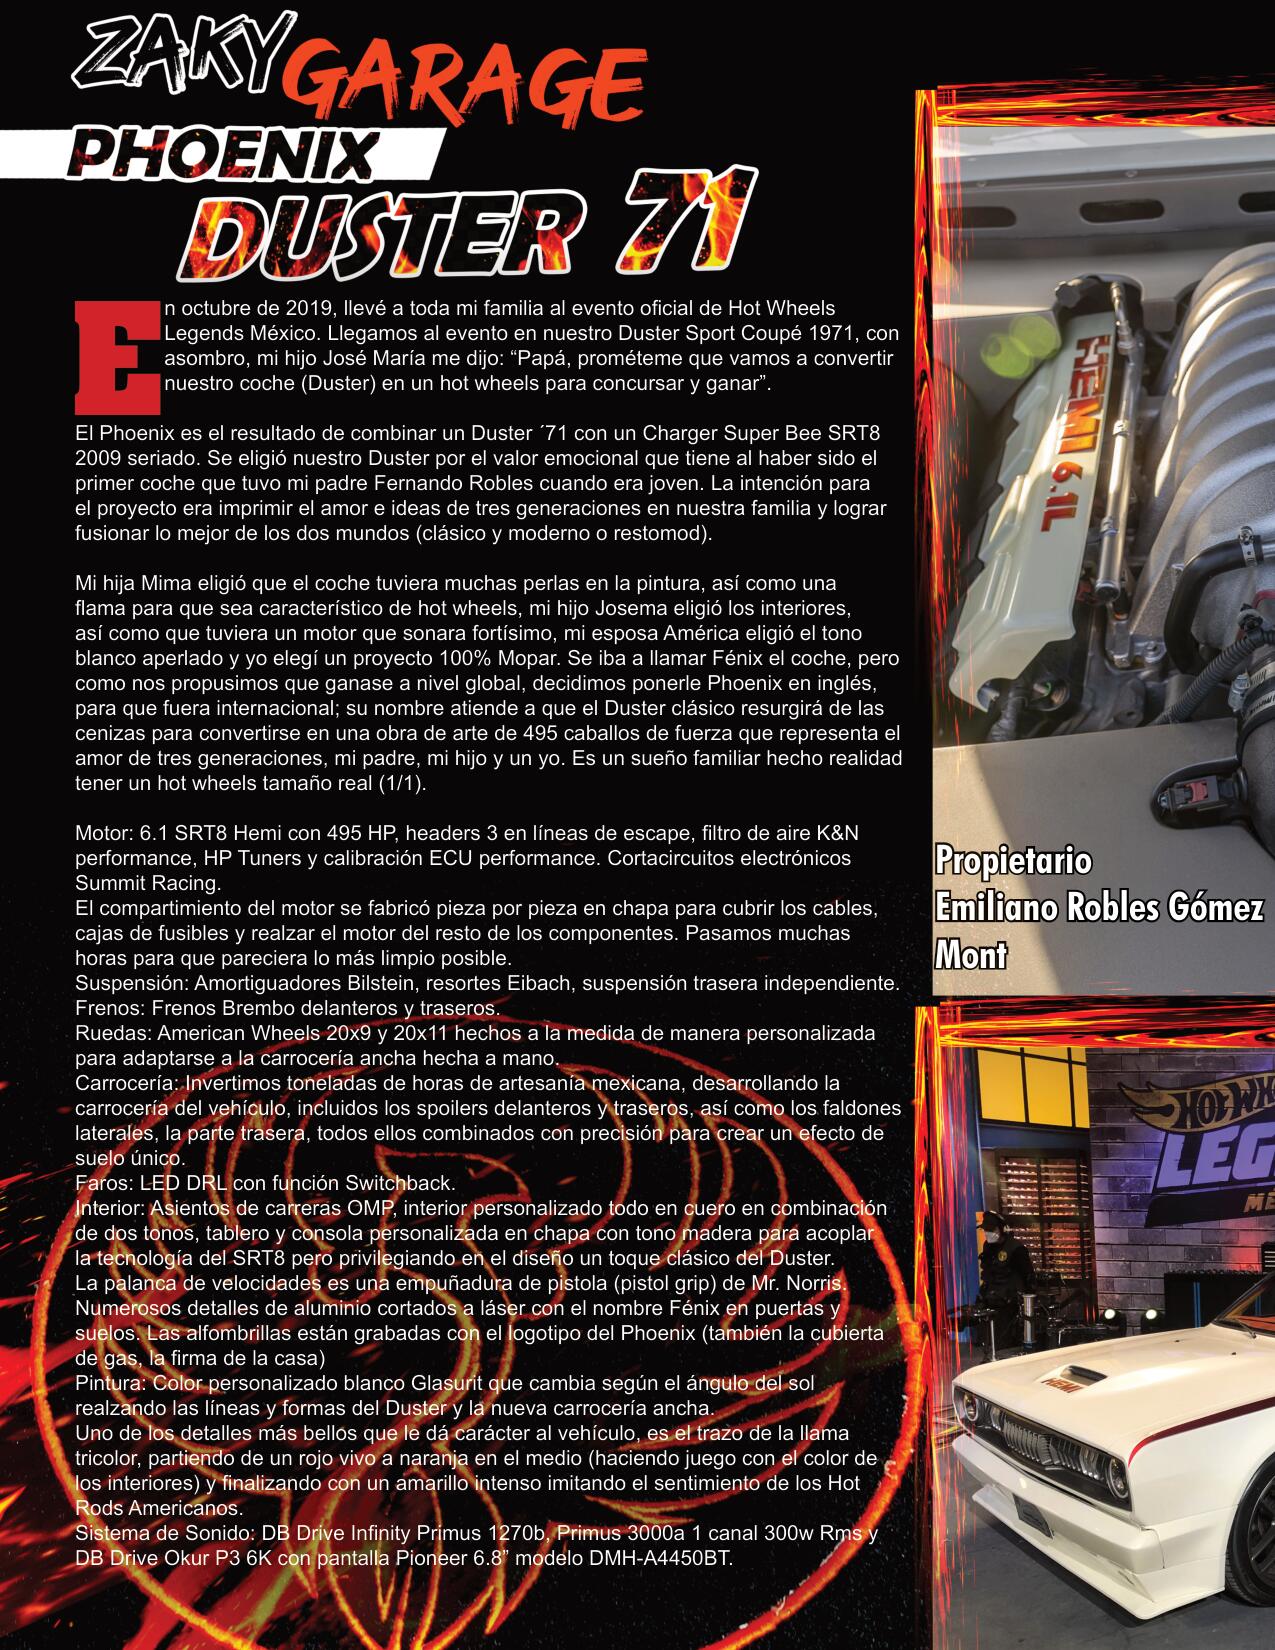 ZAKY GARAGE
PHOENIX
DUSTER 71
En octubre de 2019, llevé a toda mi familia al evento oficial de Hot Wheels
Legends México. Llegamos al evento en nuestro Duster Sport Coupé 1971, con
asombro, mi hijo José María me dijo: “Papá, prométeme que vamos a convertir
nuestro coche (Duster) en un hot wheels para concursar y ganar”.
El Phoenix es el resultado de combinar un Duster ´71 con un Charger Super Bee SRT8
2009 seriado. Se eligió nuestro Duster por el valor emocional que tiene al haber sido el
primer coche que tuvo mi padre Fernando Robles cuando era joven. La intención para
el proyecto era imprimir el amor e ideas de tres generaciones en nuestra familia y lograr
fusionar lo mejor de los dos mundos (clásico y moderno o restomod).
Mi hija Mima eligió que el coche tuviera muchas perlas en la pintura, así como una
flama para que sea característico de hot wheels, mi hijo Josema eligió los interiores,
así como que tuviera un motor que sonara fortísimo, mi esposa América eligió el tono
blanco aperlado y yo elegí un proyecto 100% Mopar. Se iba a llamar Fénix el coche, pero
como nos propusimos que ganase a nivel global, decidimos ponerle Phoenix en inglés,
para que fuera internacional; su nombre atiende a que el Duster clásico resurgirá de las
cenizas para convertirse en una obra de arte de 495 caballos de fuerza que representa el
amor de tres generaciones, mi padre, mi hijo y un yo. Es un sueño familiar hecho realidad
tener un hot wheels tamaño real (1/1).
Motor: 6.1 SRT8 Hemi con 495 HP, headers 3 en líneas de escape, filtro de aire K&N
performance, HP Tuners y calibración ECU performance. Cortacircuitos electrónicos
Summit Racing.
El compartimiento del motor se fabricó pieza por pieza en chapa para cubrir los cables,
cajas de fusibles y realzar el motor del resto de los componentes. Pasamos muchas
horas para que pareciera lo más limpio posible.
Suspensión: Amortiguadores Bilstein, resortes Eibach, suspensión trasera independiente.
Frenos: Frenos Brembo delanteros y traseros.
Ruedas: American Wheels 20x9 y 20x11 hechos a la medida de manera personalizada
para adaptarse a la carrocería ancha hecha a mano.
Carrocería: Invertimos toneladas de horas de artesanía mexicana, desarrollando la
carrocería del vehículo, incluidos los spoilers delanteros y traseros, así como los faldones
laterales, la parte trasera, todos ellos combinados con precisión para crear un efecto de
suelo único.
Faros: LED DRL con función Switchback.
Interior: Asientos de carreras OMP, interior personalizado todo en cuero en combinación
de dos tonos, tablero y consola personalizada en chapa con tono madera para acoplar
la tecnología del SRT8 pero privilegiando en el diseño un toque clásico del Duster.
La palanca de velocidades es una empuñadura de pistola (pistol grip) de Mr. Norris.
Numerosos detalles de aluminio cortados a láser con el nombre Fénix en puertas y
suelos. Las alfombrillas están grabadas con el logotipo del Phoenix (también la cubierta
de gas, la firma de la casa)
Pintura: Color personalizado blanco Glasurit que cambia según el ángulo del sol
realzando las líneas y formas del Duster y la nueva carrocería ancha.
Uno de los detalles más bellos que le dá carácter al vehículo, es el trazo de la llama
tricolor, partiendo de un rojo vivo a naranja en el medio (haciendo juego con el color de
los interiores) y finalizando con un amarillo intenso imitando el sentimiento de los Hot
Rods Americanos.
Sistema de Sonido: DB Drive Infinity Primus 1270b, Primus 3000a 1 canal 300w Rms y
DB Drive Okur P3 6K con pantalla Pioneer 6.8” modelo DMH-A4450BT.
HEMI 6.1L
Propietario
Emiliano Robles Gómez
Mont
HOT WH
LEG
ME
HEMI